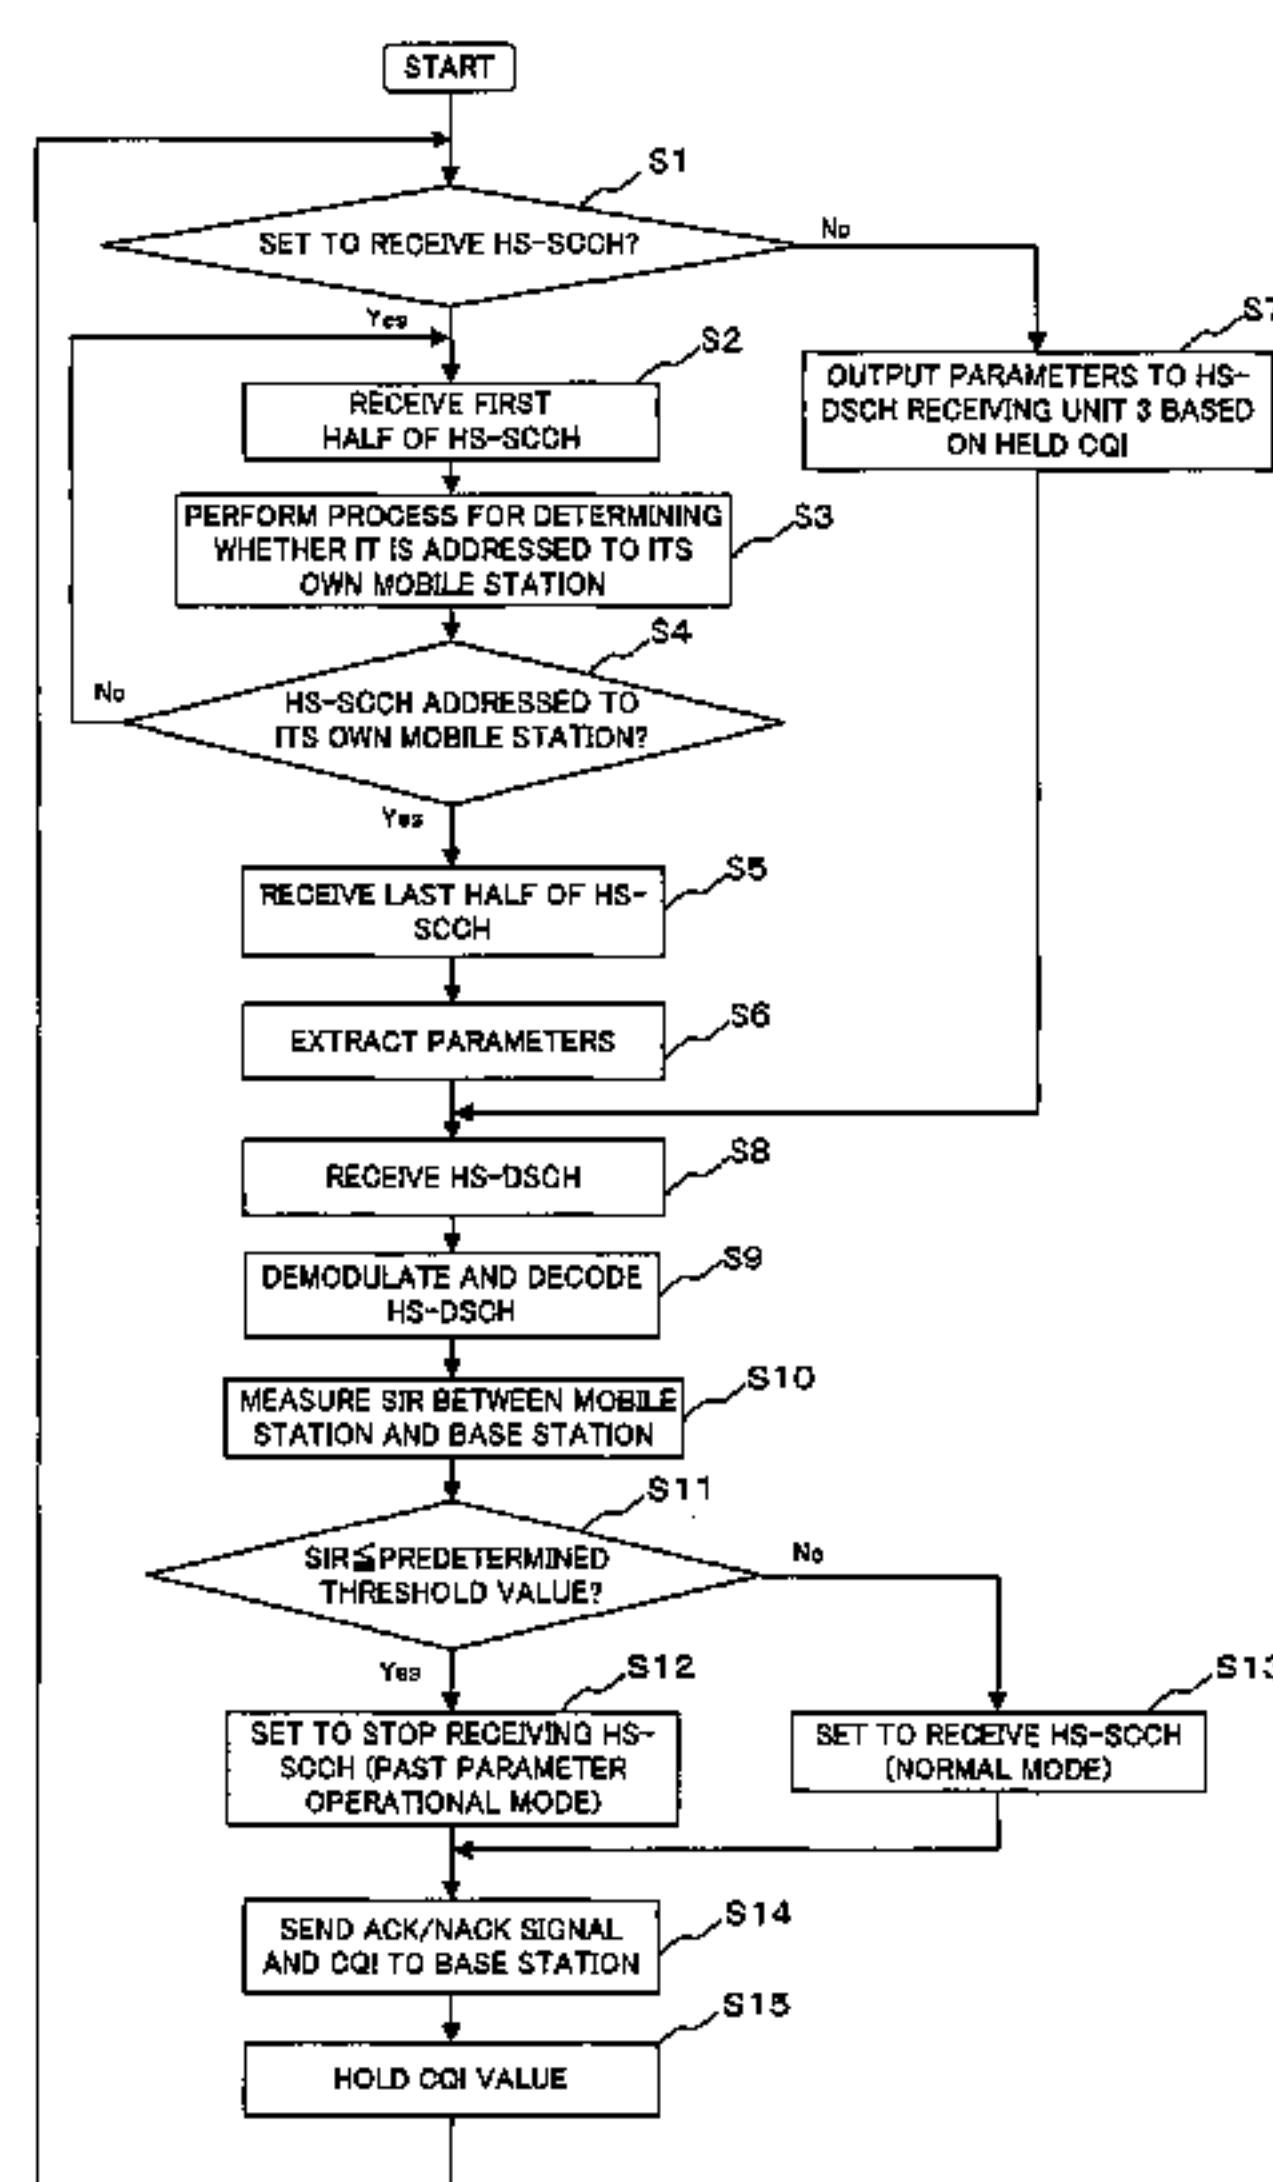 START
S1
SET TO RECEIVE HS-SCCH?
No
Yes
S2
RECEIVE FIRST
HALF OF HS-SCCH
S7
OUTPUT PARAMETERS TO HS-
DSCH RECEIVING UNIT 3 BASED
ON HELD CQI
PERFORM PROCESS FOR DETERMINING
WHETHER IT IS ADDRESSED TO ITS
OWN MOBILE STATION
S3
S4
HS-SCCH ADDRESSED TO
ITS OWN MOBILE STATION?
No
Yes
S5
RECEIVE LAST HALF OF HS-
SCCH
S6
EXTRACT PARAMETERS
S8
RECEIVE HS-DSCH
S9
DEMODULATE AND DECODE
HS-DSCH
S10
MEASURE SIR BETWEEN MOBILE
STATION AND BASE STATION
S11
SIR≦PREDETERMINED
THRESHOLD VALUE?
No
Yes
S12
SET TO STOP RECEIVING HS-
SCCH (PAST PARAMETER
OPERATIONAL MODE)
S13
SET TO RECEIVE HS-SCCH
(NORMAL MODE)
S14
SEND ACK/NACK SIGNAL
AND CQI TO BASE STATION
S15
HOLD CQI VALUE